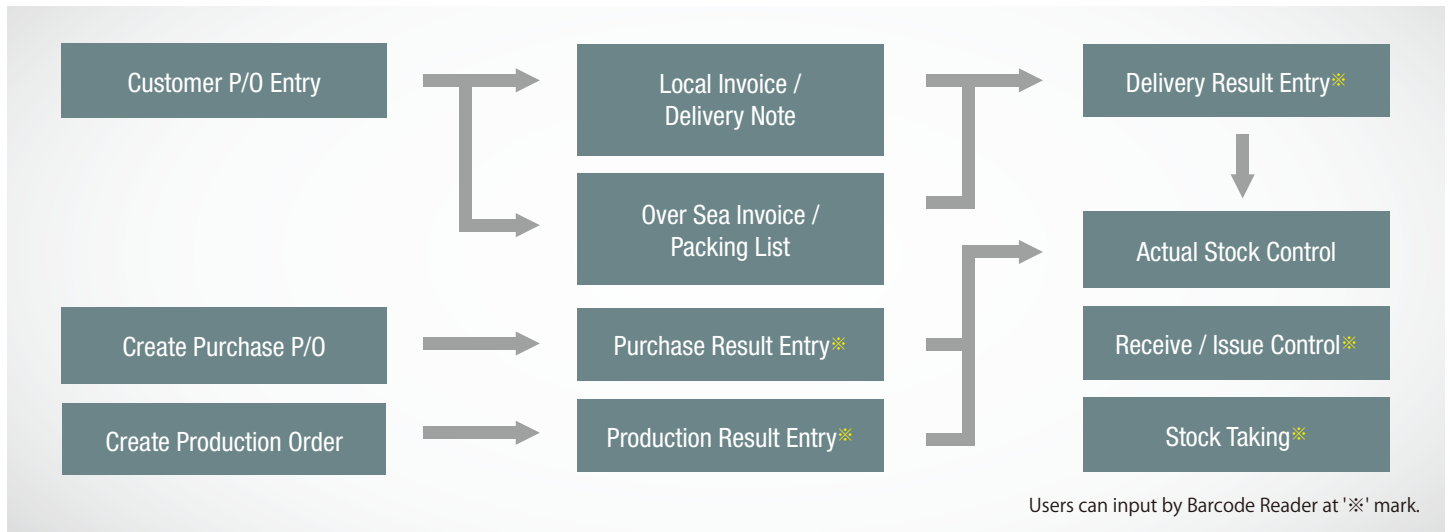 Customer P/O Entry
Local Invoice /
Delivery Note
Delivery Result Entry※
Over Sea Invoice /
Packing List
Actual Stock Control
Create Purchase P/O
Purchase Result Entry※
Receive / Issue Control※
Create Production Order
Production Result Entry※
Stock Taking※
Users can input by Barcode Reader at '※' mark.